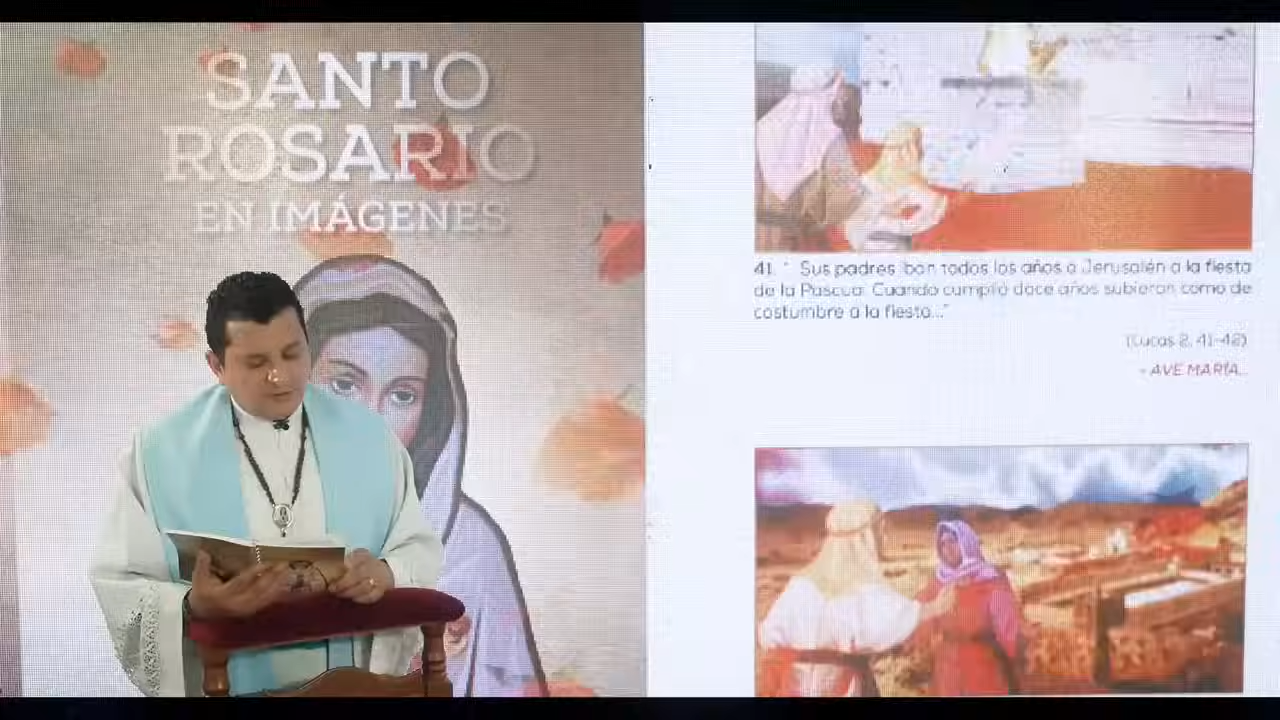 SANTO
ROSARIO
EN IMÁGENES
41. " Sus padres iban todos los años a Jerusalén a la fiesta
de la Pascua. Cuando cumplió doce años subieron como de
costumbre a la fiesta..."
(Lucas 2, 41-42)
- AVE MARÍA...